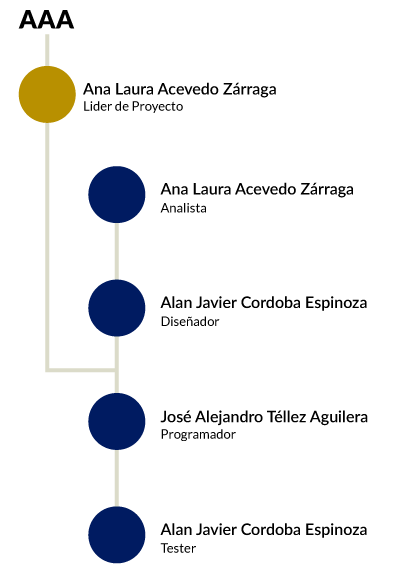 AAA
Ana Laura Acevedo Zárraga
Lider de Proyecto
Ana Laura Acevedo Zárraga
Analista
Alan Javier Cordoba Espinoza
Diseñador
José Alejandro Téllez Aguilera
Programador
Alan Javier Cordoba Espinoza
Tester